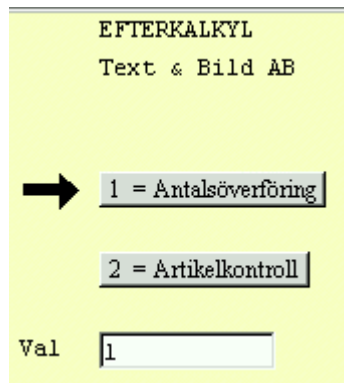 EFTERKALKYL
Text & Bild AB
1 = Antalsöverföring
2 = Artikelkontroll
Val 1